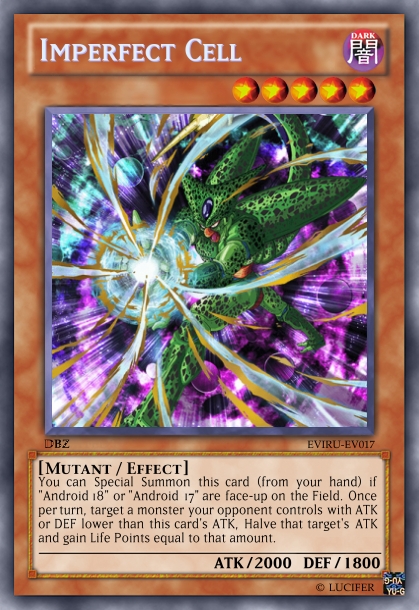 IMPERFECT CELL
DARK
闇
DBZ
EVIRU-EV017
[MUTANT / EFFECT]
You can Special Summon this card (from your hand) if
"Android 18" or "Android 17" are face-up on the Field. Once
per turn, target a monster your opponent controls with ATK
or DEF lower than this card's ATK, Halve that target's ATK
and gain Life Points equal to that amount.
ATK/2000 DEF/1800
© LUCIFER
YU-G